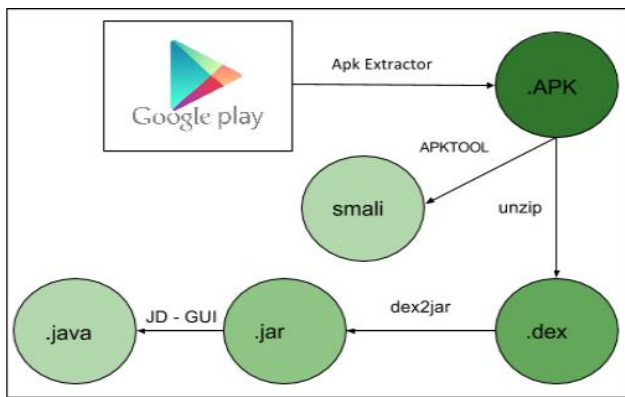 Google play
Apk Extractor
.APK
APKTOOL
smali
unzip
.java
JD - GUI
.jar
dex2jar
.dex